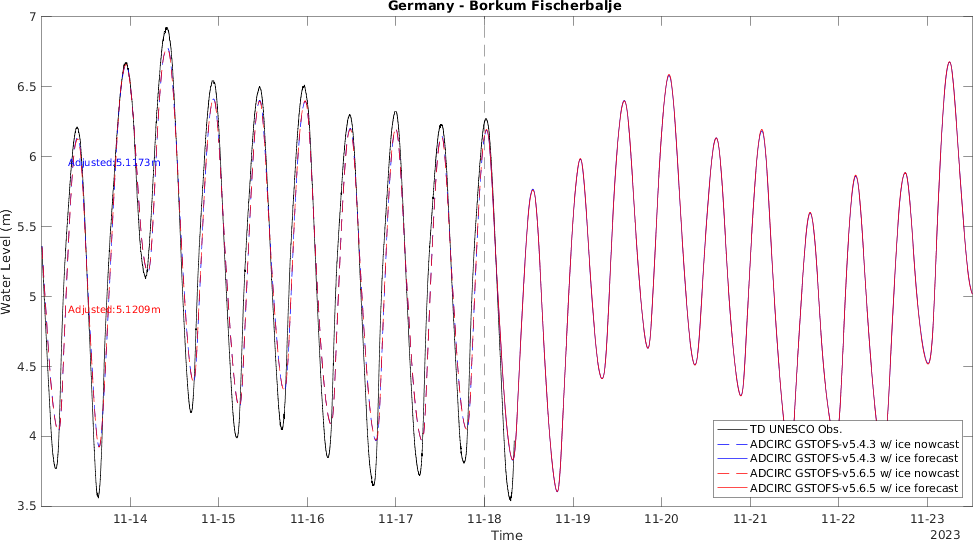 Germany - Borkum Fischerbalje
7
6.5
6
5.5
5
4.5
4
3.5
Water Level (m)
Adjusted:5.1173m
Adjusted:5.1209m
TD UNESCO Obs.
ADCIRC GSTOFS-v5.4.3 w/ ice nowcast
ADCIRC GSTOFS-v5.4.3 w/ ice forecast
ADCIRC GSTOFS-v5.6.5 w/ ice nowcast
ADCIRC GSTOFS-v5.6.5 w/ ice forecast
11-14 11-15 11-16 11-17 11-18 11-19 11-20 11-21 11-22 11-23
Time
2023